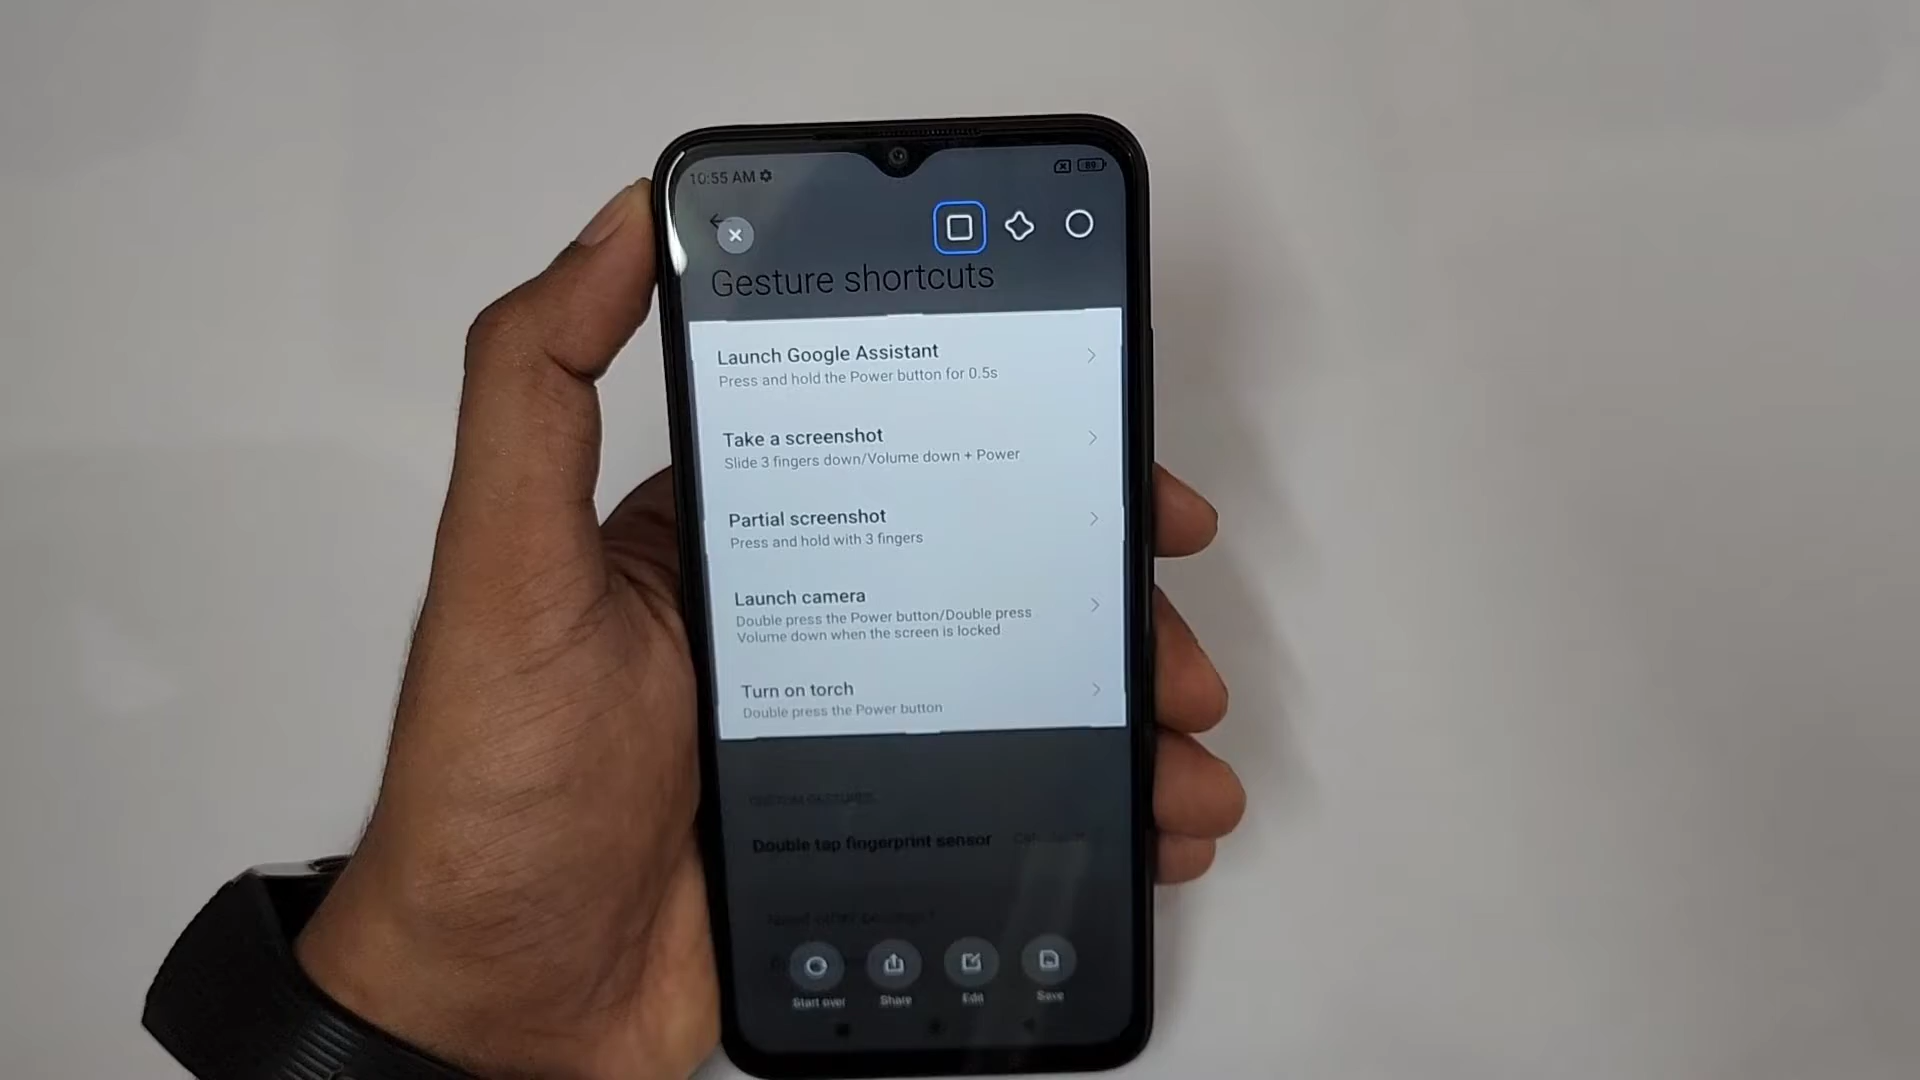 10:55 AM
89
Gesture shortcuts
Launch Google Assistant
Press and hold the Power button for 0.5s
Take a screenshot
Slide 3 fingers down/Volume down + Power
Partial screenshot
Press and hold with 3 fingers
Launch camera
Double press the Power button/Double press
Volume down when the screen is locked
Turn on torch
Double press the Power button
Double tap fingerprint sensor
Start over
Share
Edit
Save